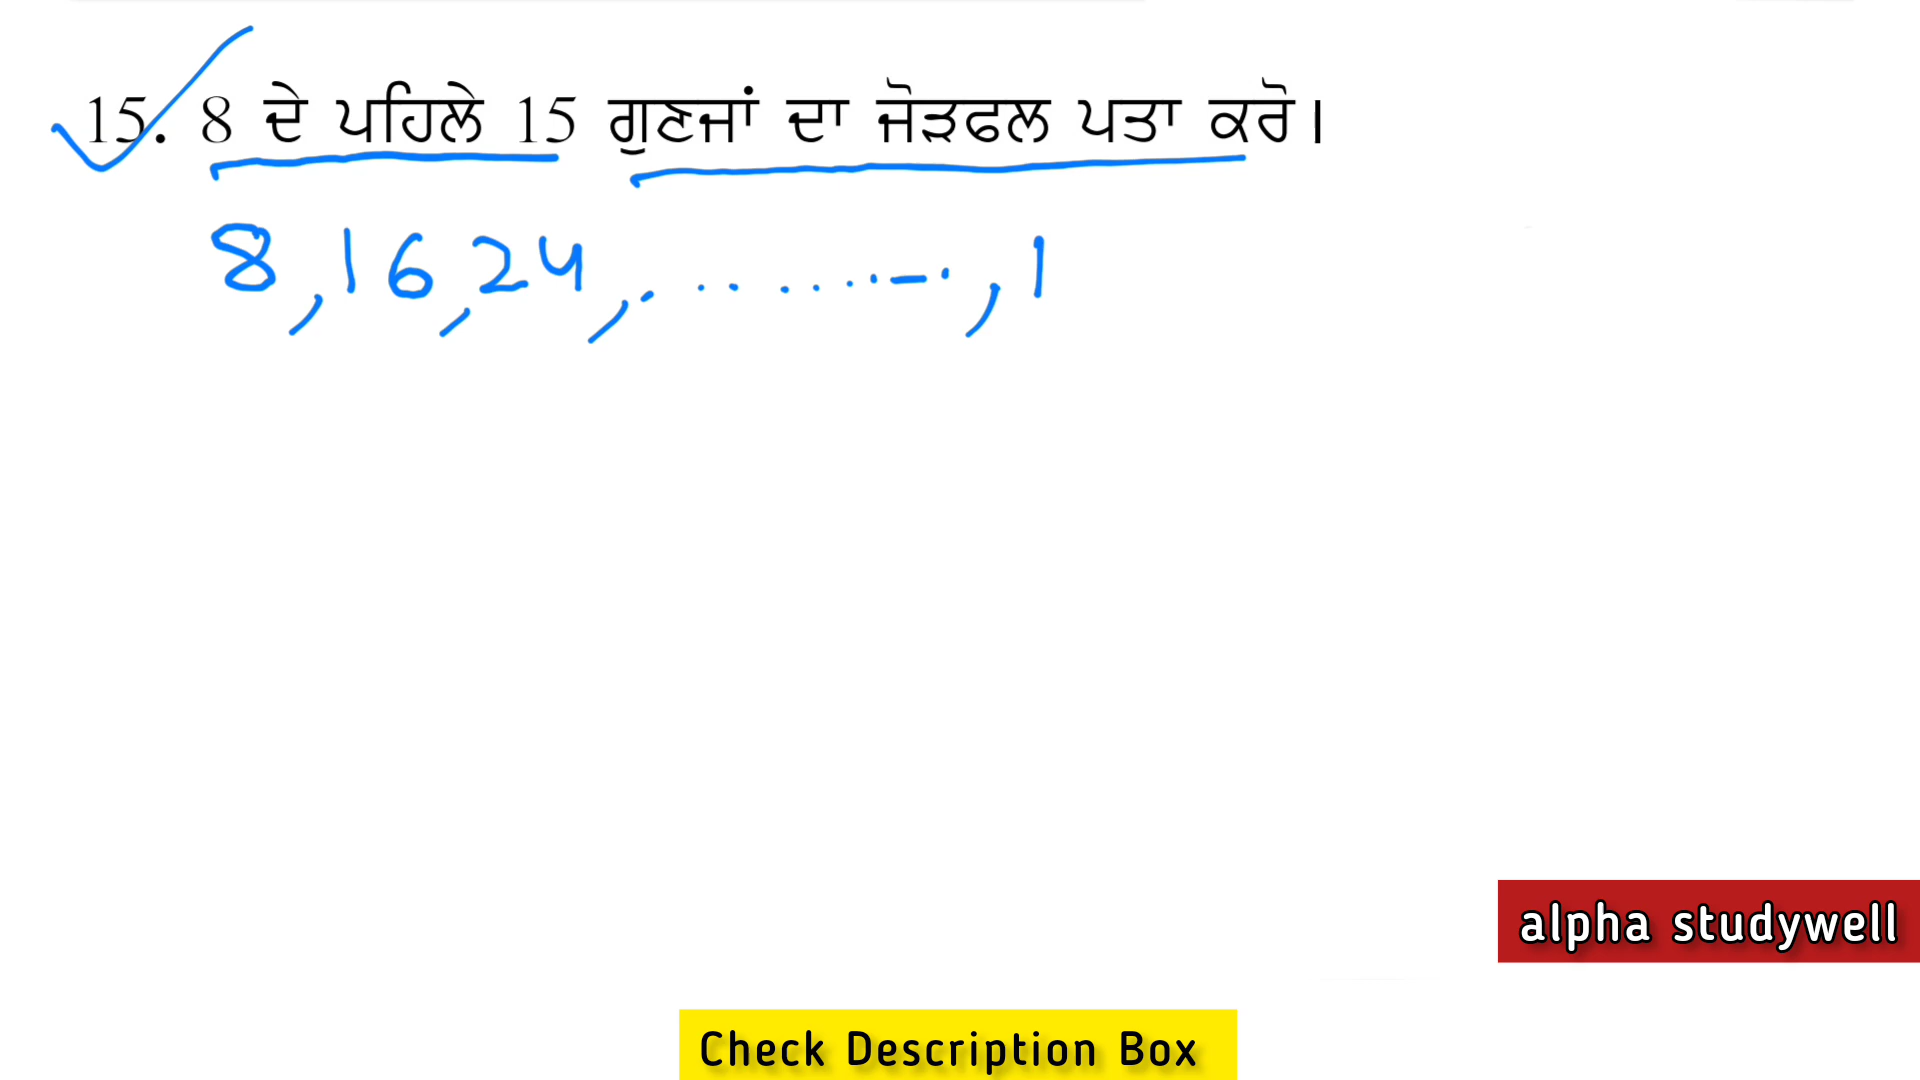 15. 8 ਦੇ ਪਹਿਲੇ 15 ਗੁਣਜਾਂ ਦਾ ਜੋੜਫਲ ਪਤਾ ਕਰੋ।
8, 16, 24, ..........-., 1
alpha studywell
Check Description Box